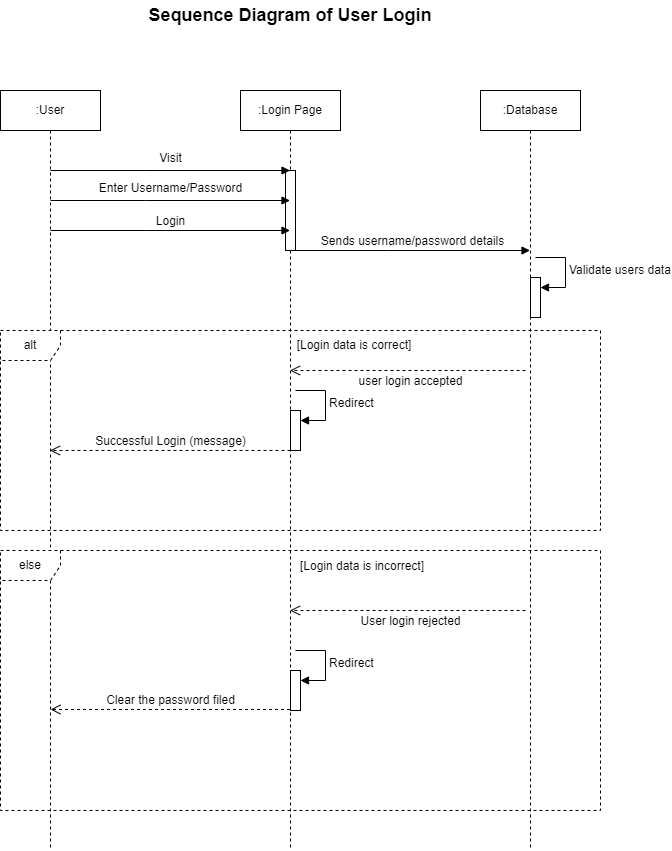 Sequence Diagram of User Login
:User
:Login Page
:Database
Visit
Enter Username/Password
Login
Sends username/password details
Validate users data
alt
[Login data is correct]
user login accepted
Redirect
Successful Login (message)
else
[Login data is incorrect]
User login rejected
Redirect
Clear the password filed